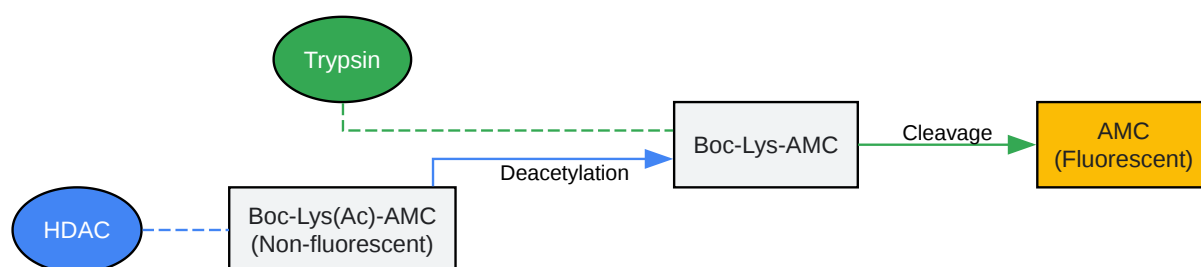 Trypsin
Boc-Lys-AMC
Cleavage
AMC
(Fluorescent)
Deacetylation
HDAC
Boc-Lys(Ac)-AMC
(Non-fluorescent)